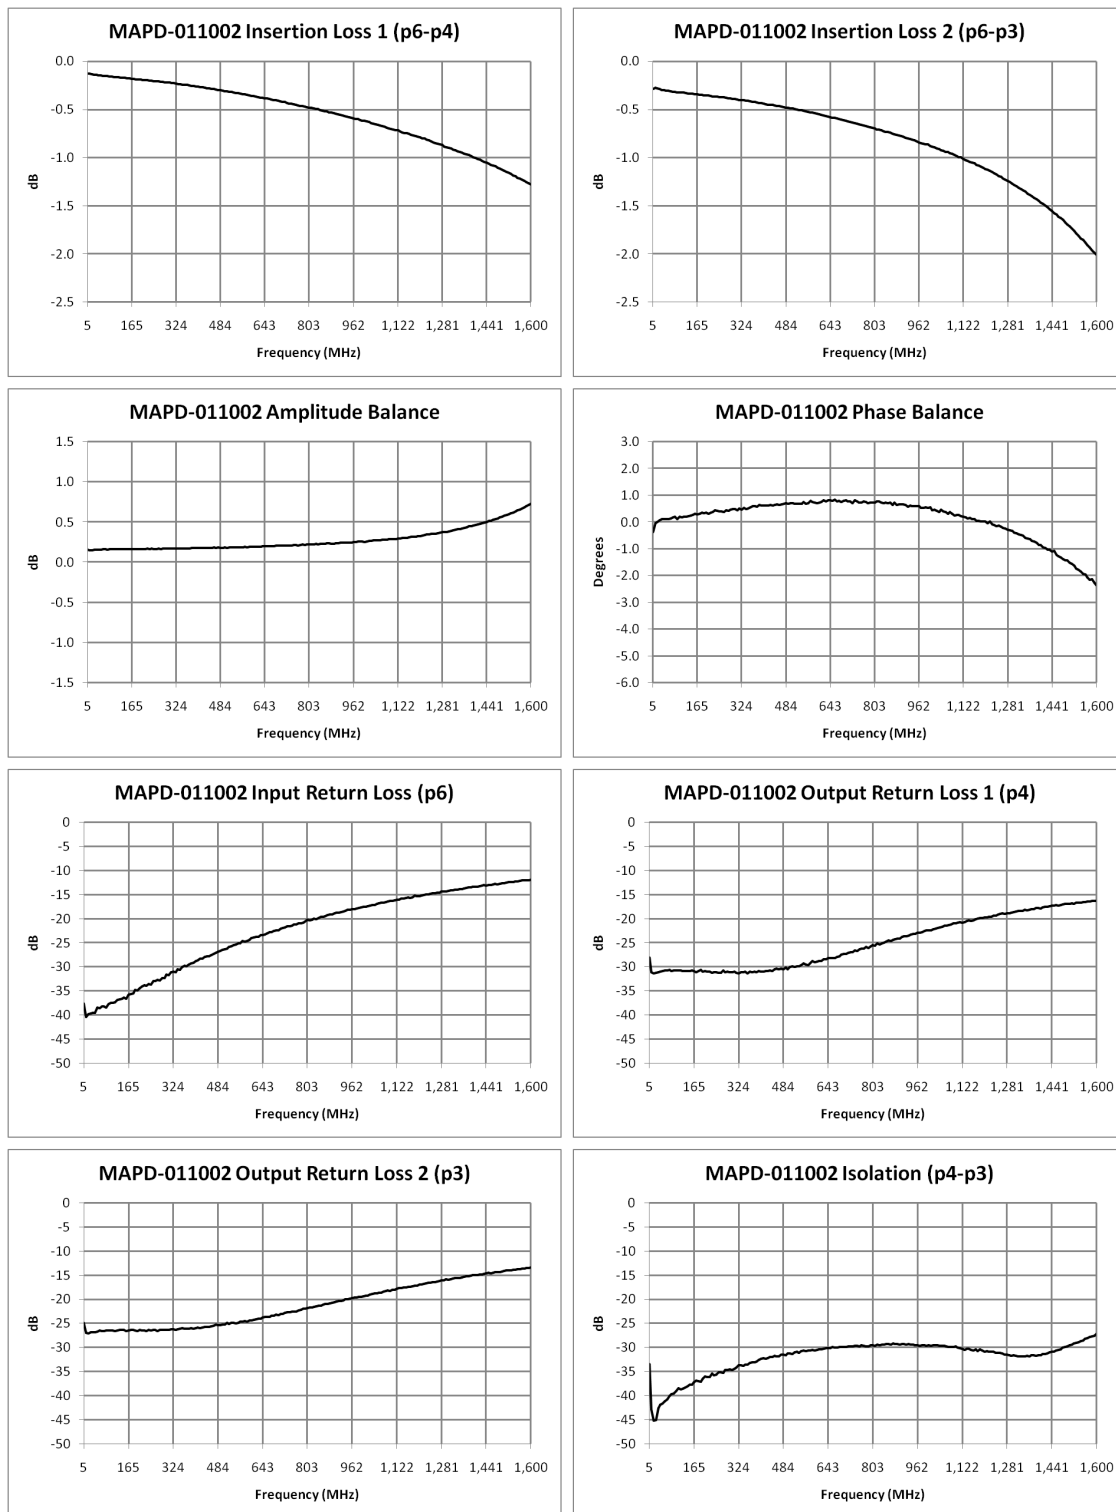 MAPD-011002 Insertion Loss 1 (p6-p4)
0.0
-0.5
-1.0
-1.5
-2.0
-2.5
dB
5 165 324 484 643 803 962 1,122 1,281 1,441 1,600
Frequency (MHz)
MAPD-011002 Insertion Loss 2 (p6-p3)
0.0
-0.5
-1.0
-1.5
-2.0
-2.5
dB
5 165 324 484 643 803 962 1,122 1,281 1,441 1,600
Frequency (MHz)
MAPD-011002 Amplitude Balance
1.5
1.0
0.5
0.0
-0.5
-1.0
-1.5
dB
5 165 324 484 643 803 962 1,122 1,281 1,441 1,600
Frequency (MHz)
MAPD-011002 Phase Balance
3.0
2.0
1.0
0.0
-1.0
-2.0
-3.0
-4.0
-5.0
-6.0
Degrees
5 165 324 484 643 803 962 1,122 1,281 1,441 1,600
Frequency (MHz)
MAPD-011002 Input Return Loss (p6)
0
-5
-10
-15
-20
-25
-30
-35
-40
-45
-50
dB
5 165 324 484 643 803 962 1,122 1,281 1,441 1,600
Frequency (MHz)
MAPD-011002 Output Return Loss 1 (p4)
0
-5
-10
-15
-20
-25
-30
-35
-40
-45
-50
dB
5 165 324 484 643 803 962 1,122 1,281 1,441 1,600
Frequency (MHz)
MAPD-011002 Output Return Loss 2 (p3)
0
-5
-10
-15
-20
-25
-30
-35
-40
-45
-50
dB
5 165 324 484 643 803 962 1,122 1,281 1,441 1,600
Frequency (MHz)
MAPD-011002 Isolation (p4-p3)
0
-5
-10
-15
-20
-25
-30
-35
-40
-45
-50
dB
5 165 324 484 643 803 962 1,122 1,281 1,441 1,600
Frequency (MHz)